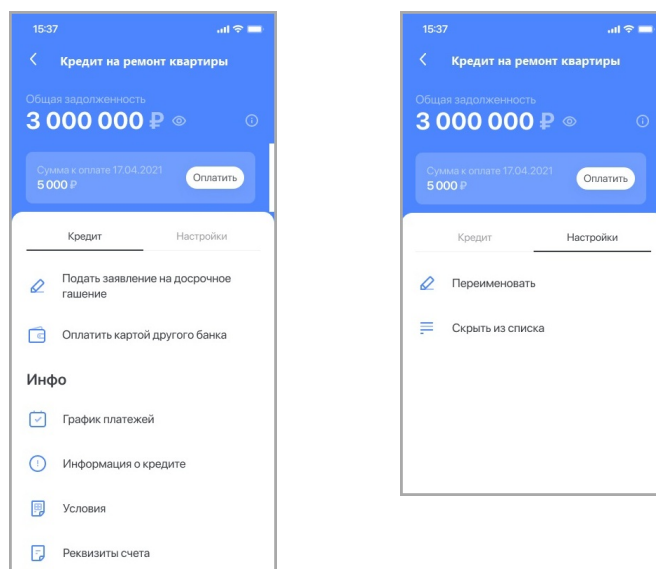 15:37
Кредит на ремонт квартиры
Общая задолженность
3 000 000 ₽
Сумма к оплате 17.04.2021
5 000 ₽
Оплатить
Кредит
Настройки
Подать заявление на досрочное
гашение
Оплатить картой другого банка
Инфо
График платежей
Информация о кредите
Условия
Реквизиты счета
15:37
Кредит на ремонт квартиры
Общая задолженность
3 000 000 ₽
Сумма к оплате 17.04.2021
5 000 ₽
Оплатить
Кредит
Настройки
Переименовать
Скрыть из списка